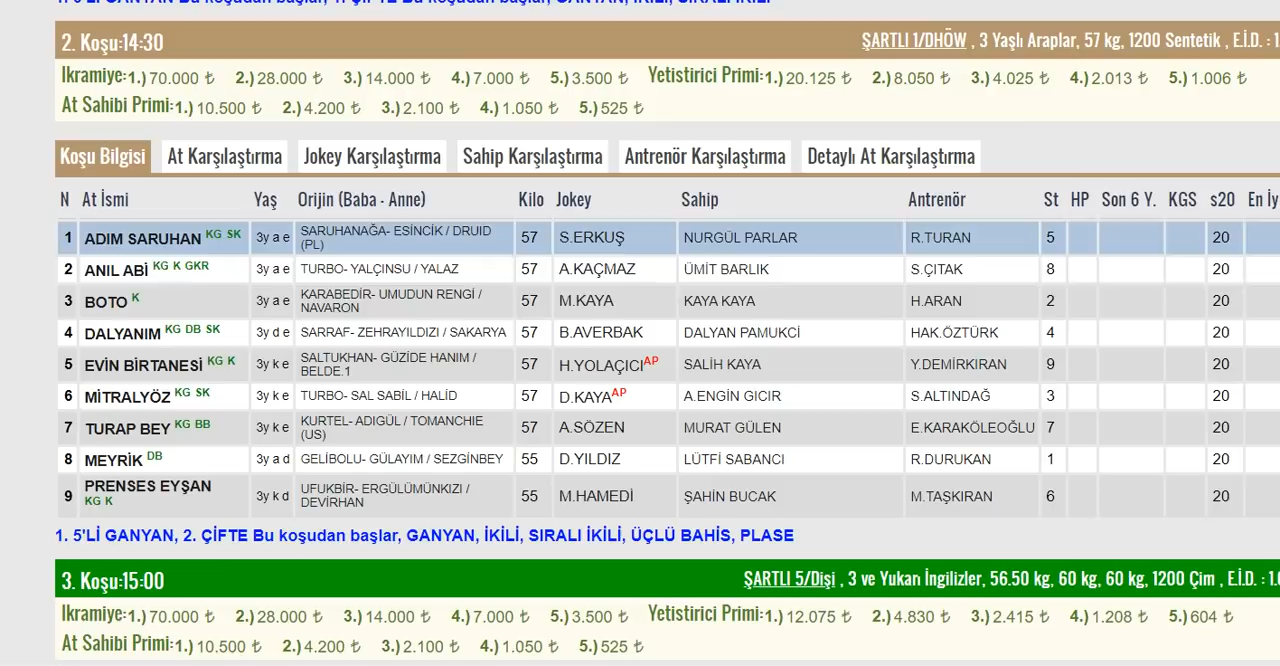 2. Koşu:14:30 ŞARTLI 1/DHÖW , 3 Yaşlı Araplar, 57 kg, 1200 Sentetik , E.İ.D. : 1
Ikramiye:1.) 70.000 ₺ 2.) 28.000 ₺ 3.) 14.000 ₺ 4.) 7.000 ₺ 5.) 3.500 ₺ Yetistirici Primi:1.) 20.125 ₺ 2.) 8.050 ₺ 3.) 4.025 ₺ 4.) 2.013 ₺ 5.) 1.006 ₺
At Sahibi Primi:1.) 10.500 ₺ 2.) 4.200 ₺ 3.) 2.100 ₺ 4.) 1.050 ₺ 5.) 525 ₺
Koşu Bilgisi At Karşılaştırma Jokey Karşılaştırma Sahip Karşılaştırma Antrenör Karşılaştırma Detaylı At Karşılaştırma
N At İsmi Yaş Orijin (Baba - Anne) Kilo Jokey Sahip Antrenör St HP Son 6 Y. KGS s20 En İy
1 ADIM SARUHAN KG SK 3y a e SARUHANAĞA- ESİNCİK / DRUID (PL) 57 S.ERKUŞ NURGÜL PARLAR R.TURAN 5 20
2 ANIL ABİ KG K GKR 3y a e TURBO- YALÇINSU / YALAZ 57 A.KAÇMAZ ÜMİT BARLIK S.ÇITAK 8 20
3 BOTO K 3y a e KARABEDİR- UMUDUN RENGİ / NAVARON 57 M.KAYA KAYA KAYA H.ARAN 2 20
4 DALYANIM KG DB SK 3y d e SARRAF- ZEHRAYILDIZI / SAKARYA 57 B.AVERBAK DALYAN PAMUKCİ HAK.ÖZTÜRK 4 20
5 EVİN BİRTANESİ KG K 3y k e SALTUKHAN- GÜZİDE HANIM / BELDE.1 57 H.YOLAÇICI AP SALİH KAYA Y.DEMİRKIRAN 9 20
6 MİTRALYÖZ KG SK 3y k e TURBO- SAL SABİL / HALİD 57 D.KAYA AP A.ENGİN GICIR S.ALTINDAĞ 3 20
7 TURAP BEY KG BB 3y k e KURTEL- ADIGÜL / TOMANCHIE (US) 57 A.SÖZEN MURAT GÜLEN E.KARAKÖLEOĞLU 7 20
8 MEYRİK DB 3y a d GELİBOLU- GÜLAYIM / SEZGİNBEY 55 D.YILDIZ LÜTFİ SABANCI R.DURUKAN 1 20
9 PRENSES EYŞAN KG K 3y k d UFUKBİR- ERGÜLÜMÜNKIZI / DEVİRHAN 55 M.HAMEDİ ŞAHİN BUCAK M.TAŞKIRAN 6 20
1. 5'Lİ GANYAN, 2. ÇİFTE Bu koşudan başlar, GANYAN, İKİLİ, SIRALI İKİLİ, ÜÇLÜ BAHİS, PLASE
3. Koşu:15:00 ŞARTLI 5/Dişi , 3 ve Yukarı İngilizler, 56.50 kg, 60 kg, 60 kg, 1200 Çim , E.İ.D. : 1.0
Ikramiye:1.) 70.000 ₺ 2.) 28.000 ₺ 3.) 14.000 ₺ 4.) 7.000 ₺ 5.) 3.500 ₺ Yetistirici Primi:1.) 12.075 ₺ 2.) 4.830 ₺ 3.) 2.415 ₺ 4.) 1.208 ₺ 5.) 604 ₺
At Sahibi Primi:1.) 10.500 ₺ 2.) 4.200 ₺ 3.) 2.100 ₺ 4.) 1.050 ₺ 5.) 525 ₺